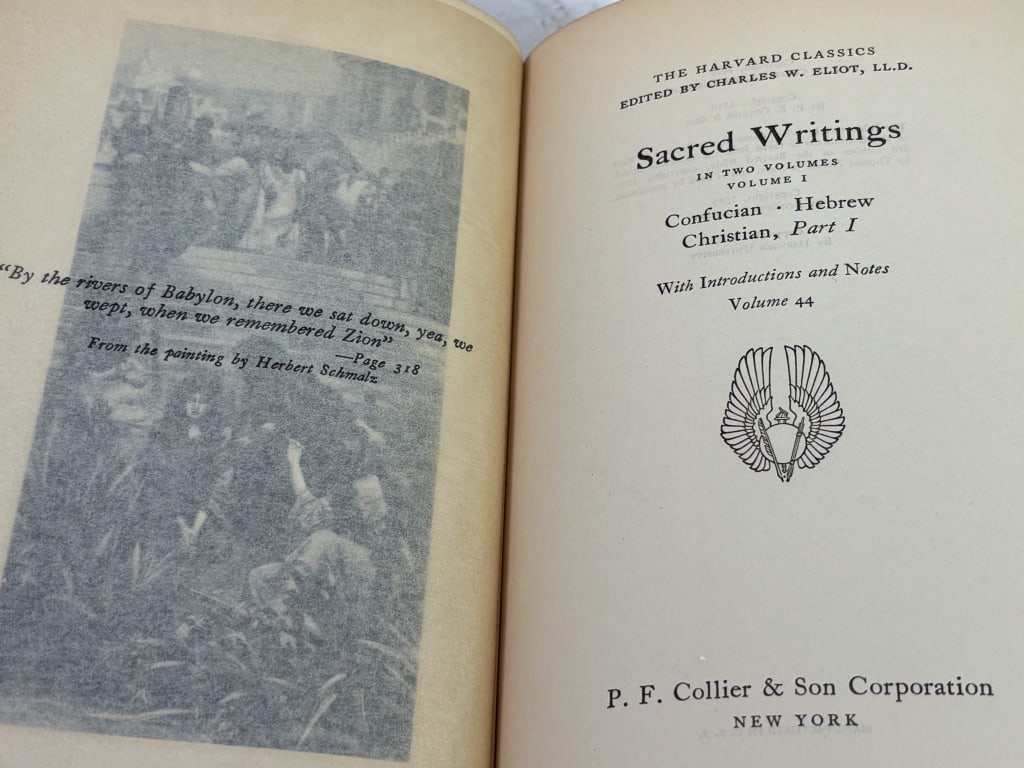 “By the rivers of Babylon, there we sat down, yea, we
wept, when we remembered Zion”
—Page 318
From the painting by Herbert Schmalz
THE HARVARD CLASSICS
EDITED BY CHARLES W. ELIOT, LL.D.
Sacred Writings
IN TWO VOLUMES
VOLUME I
Confucian · Hebrew
Christian, Part I
With Introductions and Notes
Volume 44
P. F. Collier & Son Corporation
NEW YORK